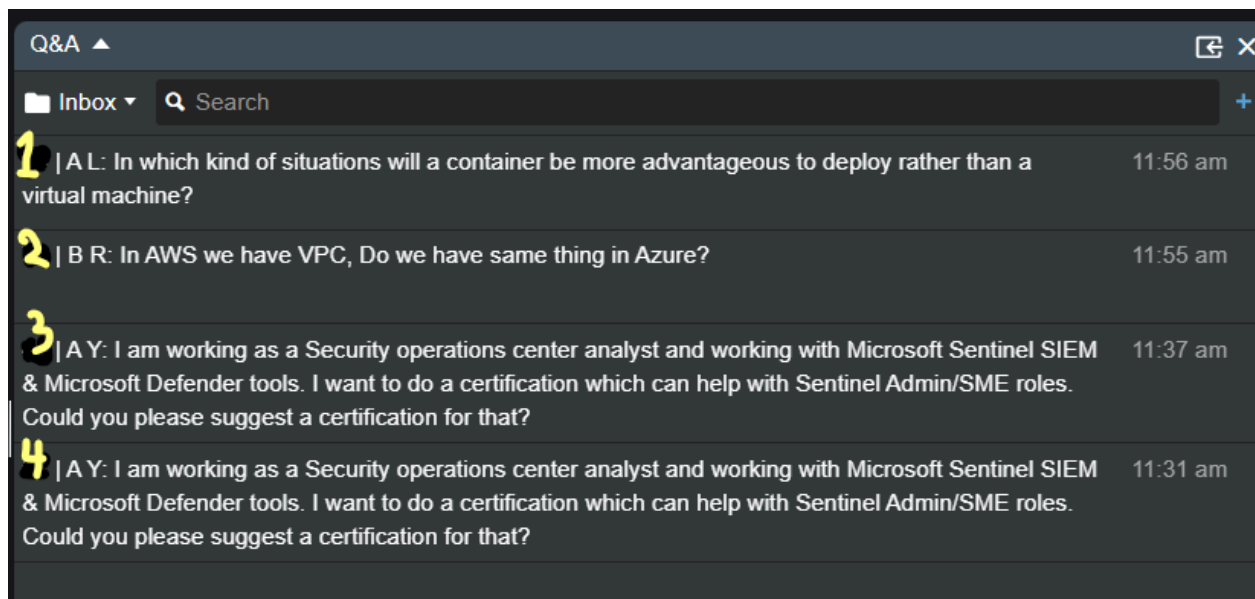 Q&A
Inbox Search
1 | A L: In which kind of situations will a container be more advantageous to deploy rather than a 11:56 am
virtual machine?
2 | B R: In AWS we have VPC, Do we have same thing in Azure? 11:55 am
3 | A Y: I am working as a Security operations center analyst and working with Microsoft Sentinel SIEM 11:37 am
& Microsoft Defender tools. I want to do a certification which can help with Sentinel Admin/SME roles.
Could you please suggest a certification for that?
4 | A Y: I am working as a Security operations center analyst and working with Microsoft Sentinel SIEM 11:31 am
& Microsoft Defender tools. I want to do a certification which can help with Sentinel Admin/SME roles.
Could you please suggest a certification for that?